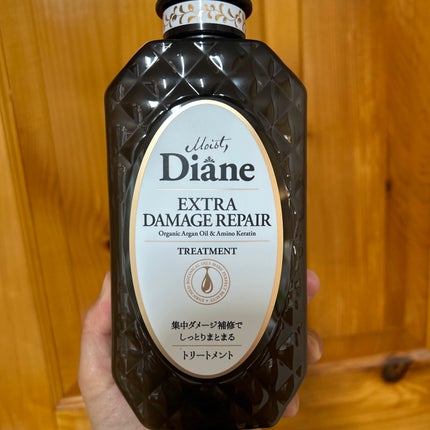 Moist,
Diâne
EXTRA
DAMAGE REPAIR
Organic Argan Oil & Amino Keratin
TREATMENT
集中ダメージ補修で
しっとりまとまる
トリートメント